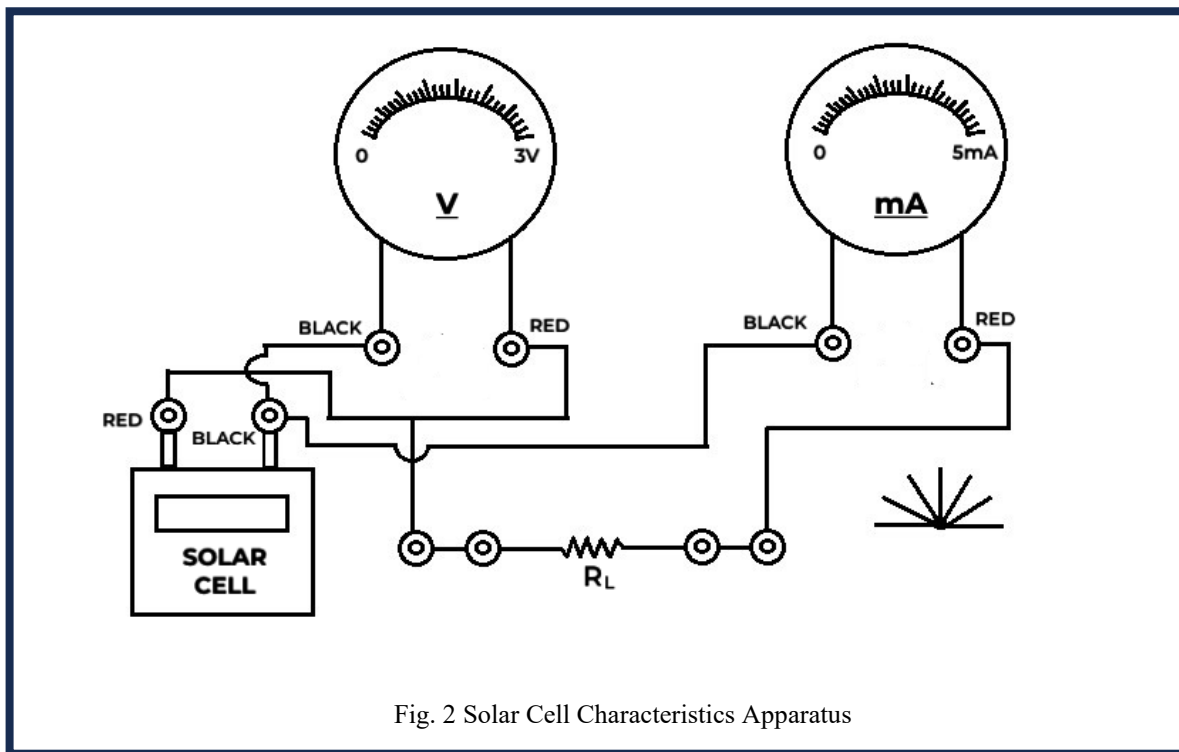 0 3V
V
0 5mA
mA
BLACK RED
BLACK RED
RED BLACK
SOLAR
CELL
RL
Fig. 2 Solar Cell Characteristics Apparatus